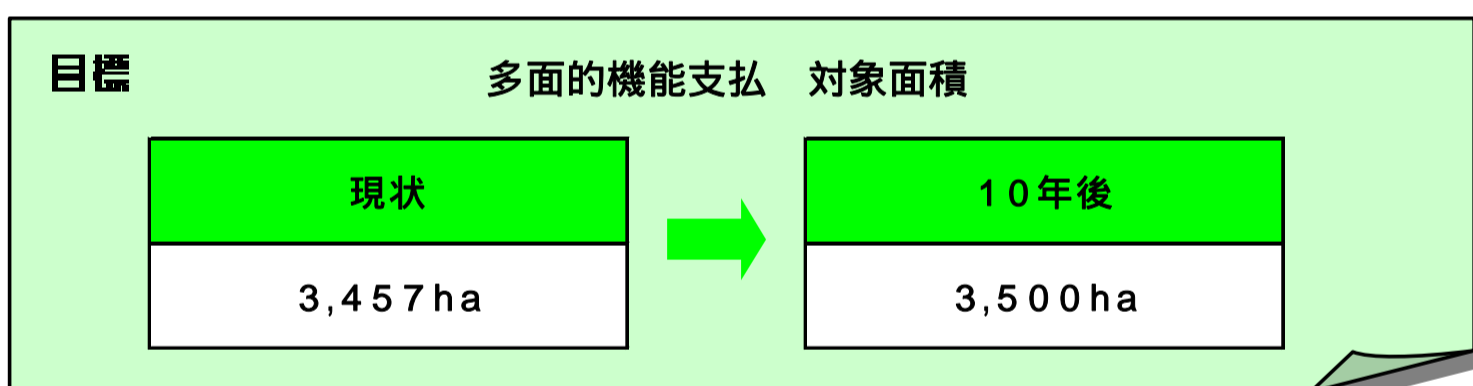 目標
多面的機能支払　対象面積
現状
１０年後
３,４５７ha
３,５００ha